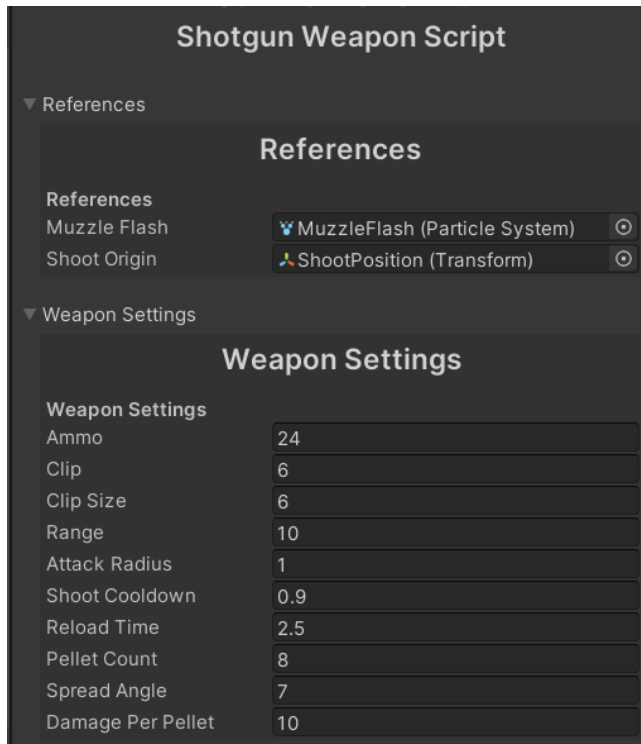 Shotgun Weapon Script
References
References
References
Muzzle Flash MuzzleFlash (Particle System)
Shoot Origin ShootPosition (Transform)
Weapon Settings
Weapon Settings
Weapon Settings
Ammo 24
Clip 6
Clip Size 6
Range 10
Attack Radius 1
Shoot Cooldown 0.9
Reload Time 2.5
Pellet Count 8
Spread Angle 7
Damage Per Pellet 10